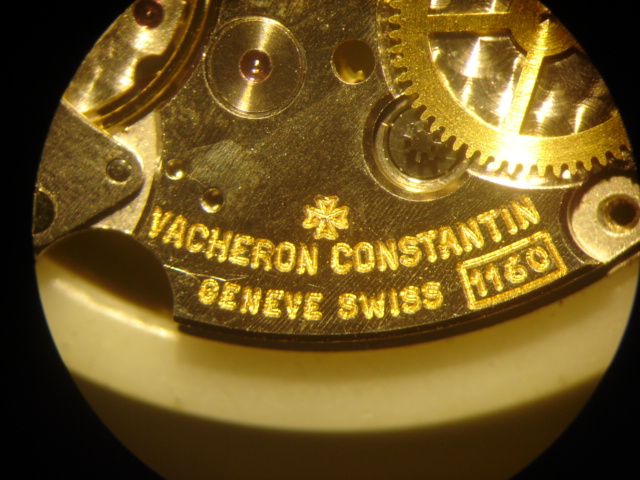 VACHERON CONSTANTIN
GENEVE SWISS 1160